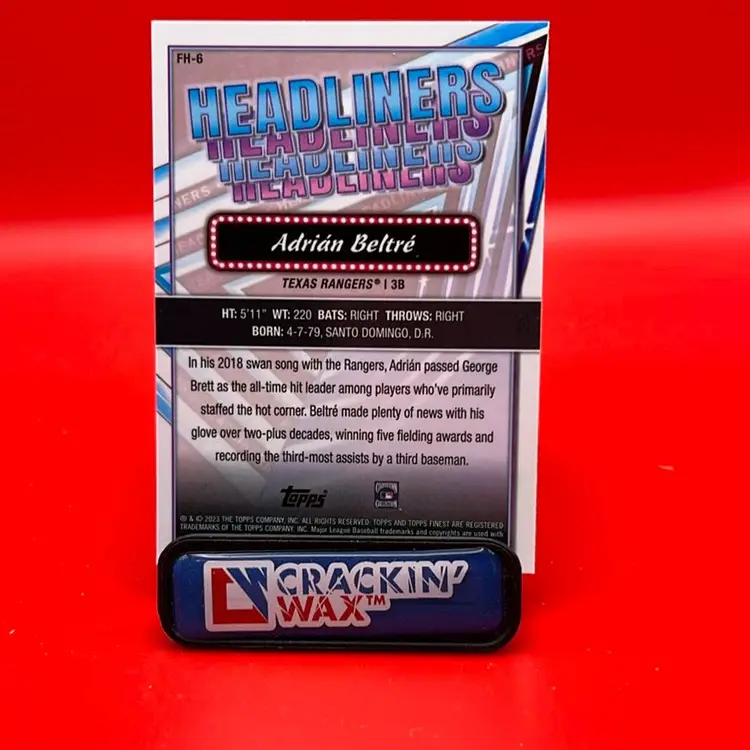 FH-6
HEADLINERS
HEADLINERS
HEADLINERS
HEADLINERS
Adrián Beltré
TEXAS RANGERS® | 3B
HT: 5'11" WT: 220 BATS: RIGHT THROWS: RIGHT
BORN: 4-7-79, SANTO DOMINGO, D.R.
In his 2018 swan song with the Rangers, Adrián passed George
Brett as the all-time hit leader among players who've primarily
staffed the hot corner. Beltré made plenty of news with his
glove over two-plus decades, winning five fielding awards and
recording the third-most assists by a third baseman.
Topps
® & © 2023 THE TOPPS COMPANY, INC. ALL RIGHTS RESERVED. TOPPS AND TOPPS FINEST ARE REGISTERED
TRADEMARKS OF THE TOPPS COMPANY, INC. Major League Baseball trademarks and copyrights are used with
CW CRACKIN'
WAX™